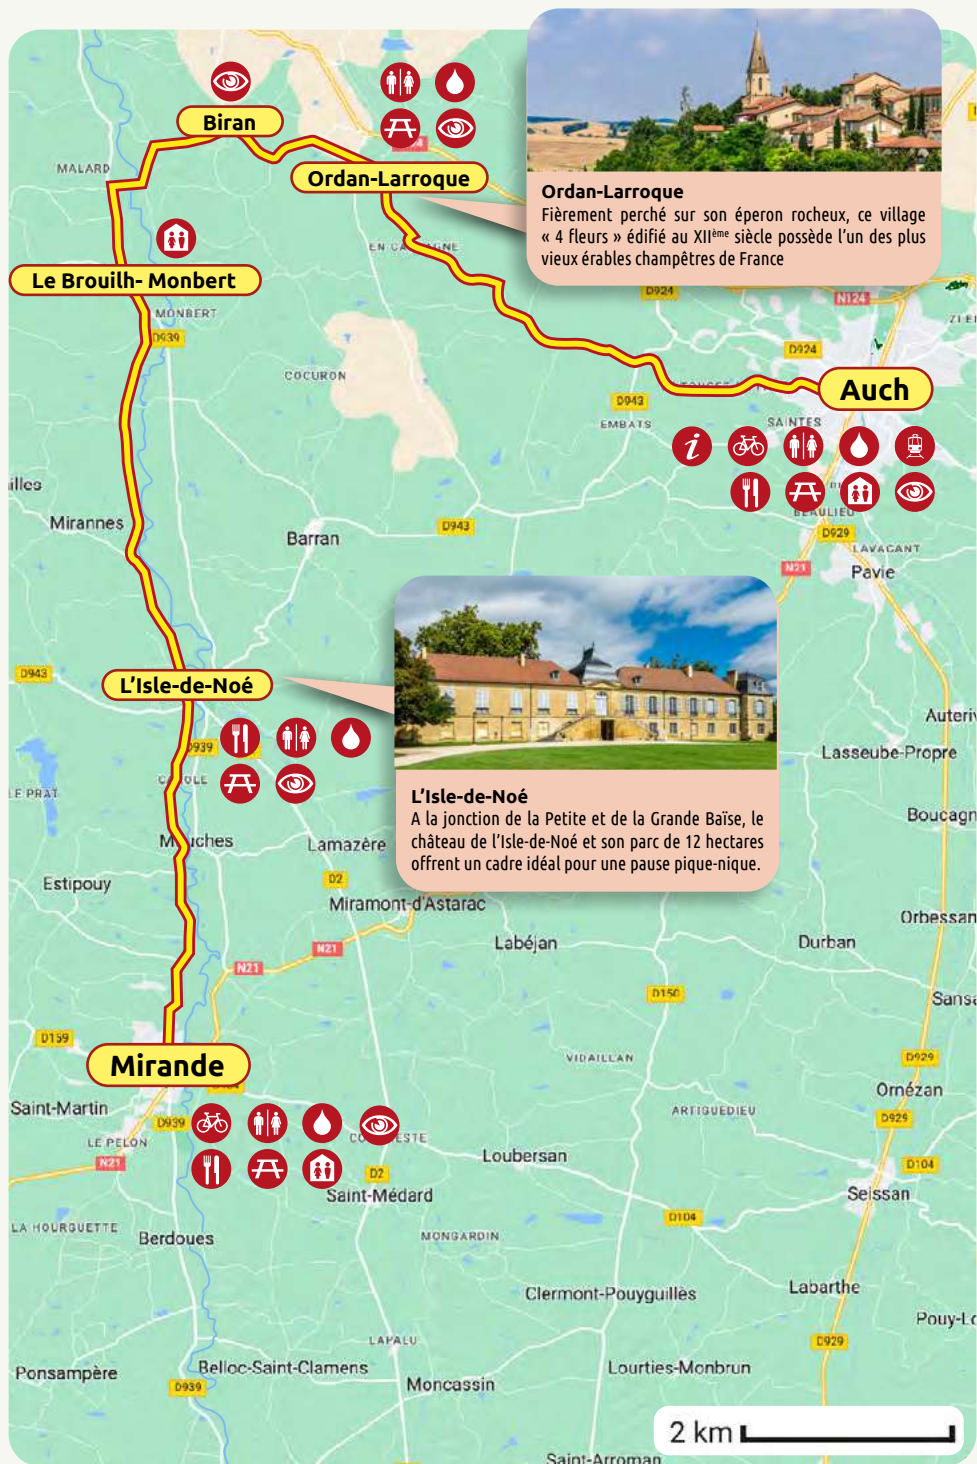 Biran
MALARD
Ordan-Larroque
Ordan-Larroque
Fièrement perché sur son éperon rocheux, ce village
« 4 fleurs » édifié au XIIème siècle possède l'un des plus
vieux érables champêtres de France
Le Brouilh- Monbert
D924
N124
MONBERT
D939
D924
COCURON
Auch
D943
EMBATS
SAINTES
i
illes
Mirannes
Barran
D943
BEAULIEU
D929
LAVACANT
N21
Pavie
D943
L'Isle-de-Noé
D939
Lasseube-Propre
LE PRAT
L'Isle-de-Noé
A la jonction de la Petite et de la Grande Baïse, le
château de l'Isle-de-Noé et son parc de 12 hectares
offrent un cadre idéal pour une pause pique-nique.
Boucagn
Lamazère
Estipouy
D2
Miramont-d'Astarac
Orbessan
N21
Labéjan
Durban
N21
D150
Sansa
D159
Mirande
VIDAILLAN
D929
Ornézan
Saint-Martin
ARTIGUEDIEU
D929
D939
LE PELON
N21
Loubersan
D2
D104
Saint-Médard
Seissan
D104
LA HOURGUETTE
Berdoues
MONGARDIN
Clermont-Pouyguillès
Labarthe
Pouy-Lo
LAPALU
D929
Ponsampère
Belloc-Saint-Clamens
Lourties-Monbrun
D939
Moncassin
2 km
Saint-Arroman